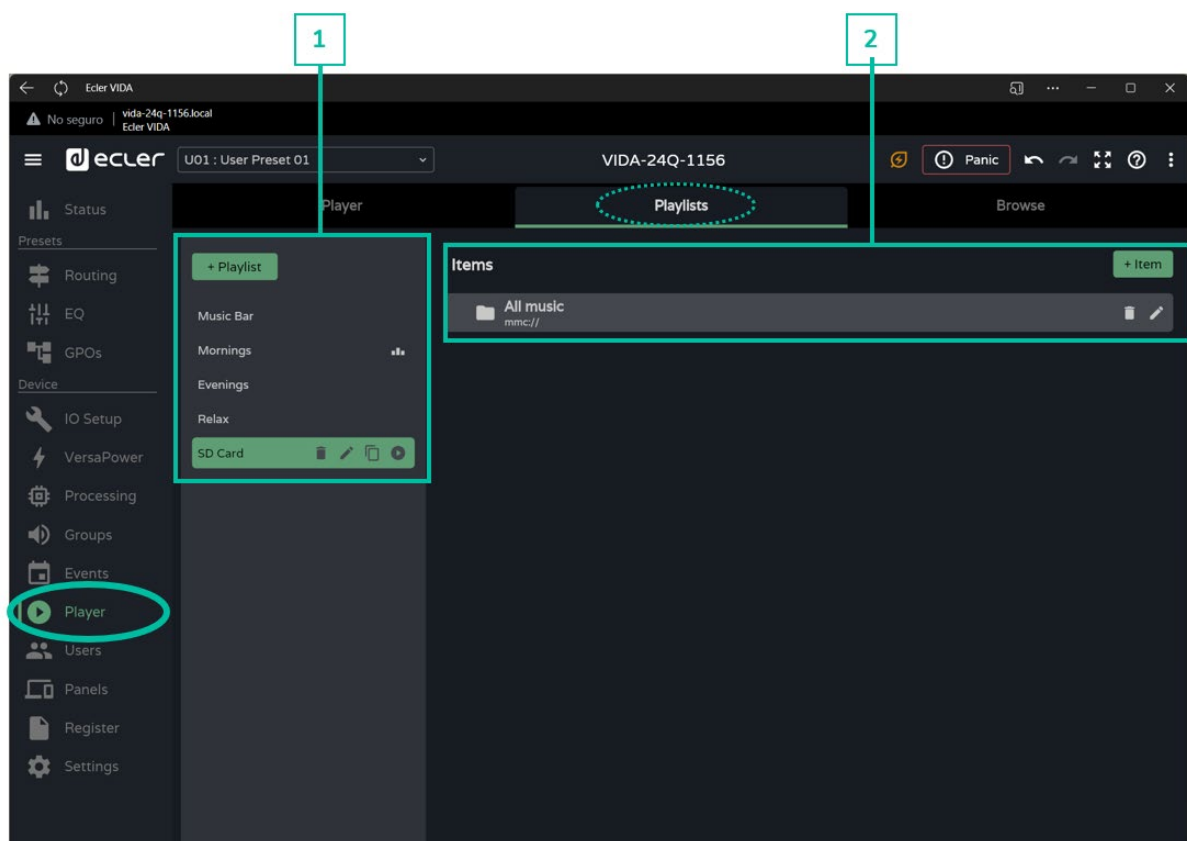 1
2
Ecler VIDA
No seguro
vida-24q-1156.local
Ecler VIDA
ecler
U01 : User Preset 01
VIDA-24Q-1156
Panic
Status
Player
Playlists
Browse
Presets
Routing
EQ
GPOs
Device
IO Setup
VersaPower
Processing
Groups
Events
Player
Users
Panels
Register
Settings
+ Playlist
Music Bar
Mornings
Evenings
Relax
SD Card
Items
+ Item
All music
mmc://